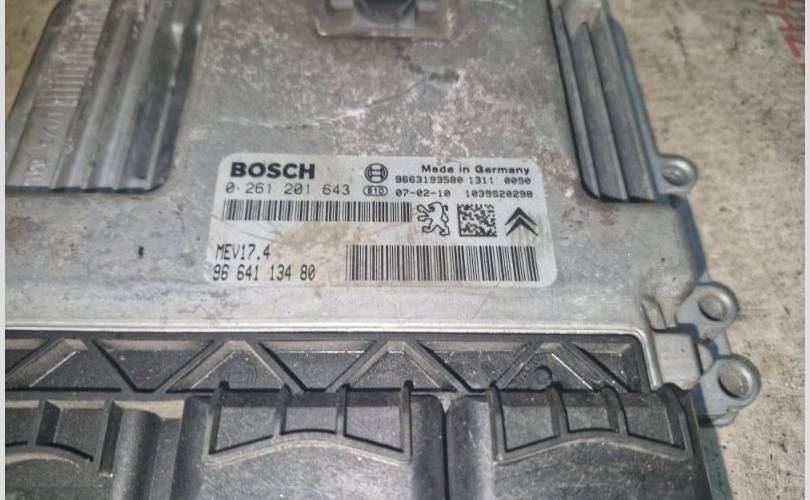 BOSCH
Made in Germany
9663193580 1311 0090
0 261 201 643
B10
07-02-10 1039S20298
MEV17.4
96 641 134 80